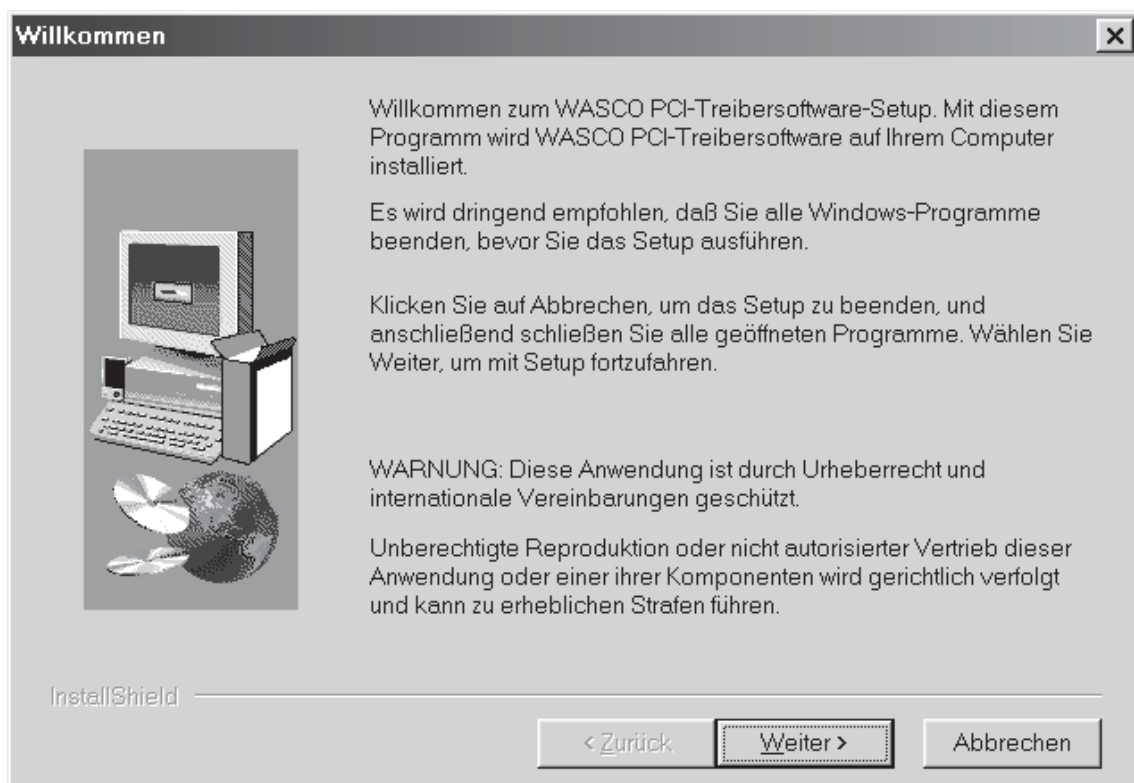 Willkommen
Willkommen zum WASCO PCI-Treibersoftware-Setup. Mit diesem
Programm wird WASCO PCI-Treibersoftware auf Ihrem Computer
installiert.
Es wird dringend empfohlen, daß Sie alle Windows-Programme
beenden, bevor Sie das Setup ausführen.
Klicken Sie auf Abbrechen, um das Setup zu beenden, und
anschließend schließen Sie alle geöffneten Programme. Wählen Sie
Weiter, um mit Setup fortzufahren.
WARNUNG: Diese Anwendung ist durch Urheberrecht und
internationale Vereinbarungen geschützt.
Unberechtigte Reproduktion oder nicht autorisierter Vertrieb dieser
Anwendung oder einer ihrer Komponenten wird gerichtlich verfolgt
und kann zu erheblichen Strafen führen.
InstallShield
< Zurück
Weiter >
Abbrechen